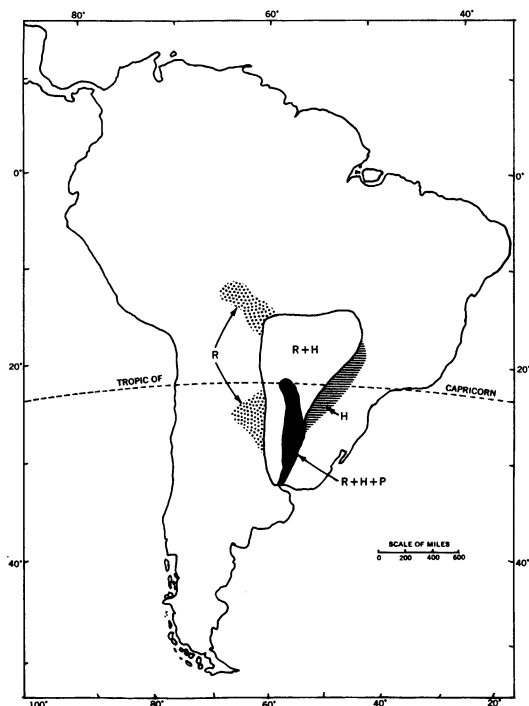 80° 60° 40°
0° 0°
R
R+H
20° 20°
TROPIC OF CAPRICORN
H
R+H+P
SCALE OF MILES
0 200 400 600
40° 40°
100° 80° 60° 40° 20°